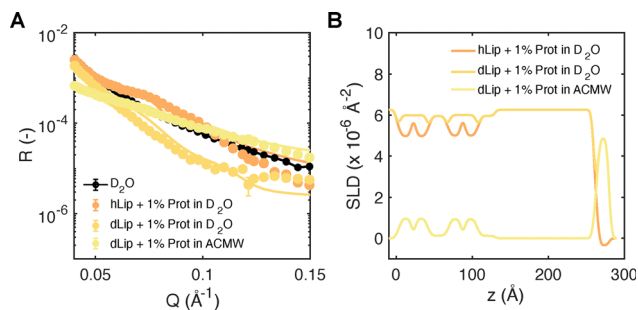 A
10⁻²
10⁻⁴
10⁻⁶
R (-)
D₂O
hLip + 1% Prot in D₂O
dLip + 1% Prot in D₂O
dLip + 1% Prot in ACMW
0.05
0.1
0.15
Q (Å⁻¹)
B
hLip + 1% Prot in D₂O
dLip + 1% Prot in D₂O
dLip + 1% Prot in ACMW
8
6
4
2
0
SLD (x 10⁻⁶ Å⁻²)
0
100
200
300
z (Å)